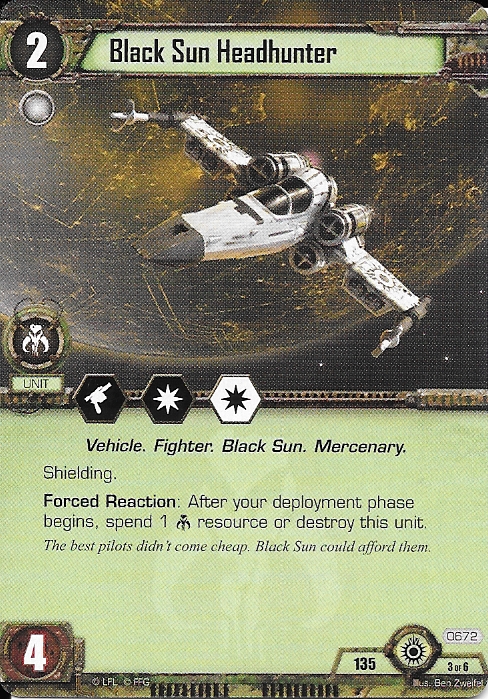 2
Black Sun Headhunter
UNIT
Vehicle. Fighter. Black Sun. Mercenary.
Shielding.
Forced Reaction: After your deployment phase
begins, spend 1 resource or destroy this unit.
The best pilots didn't come cheap. Black Sun could afford them.
4
© LFL © FFG
135
0672
3 OF 6
Illus. Ben Zweifel